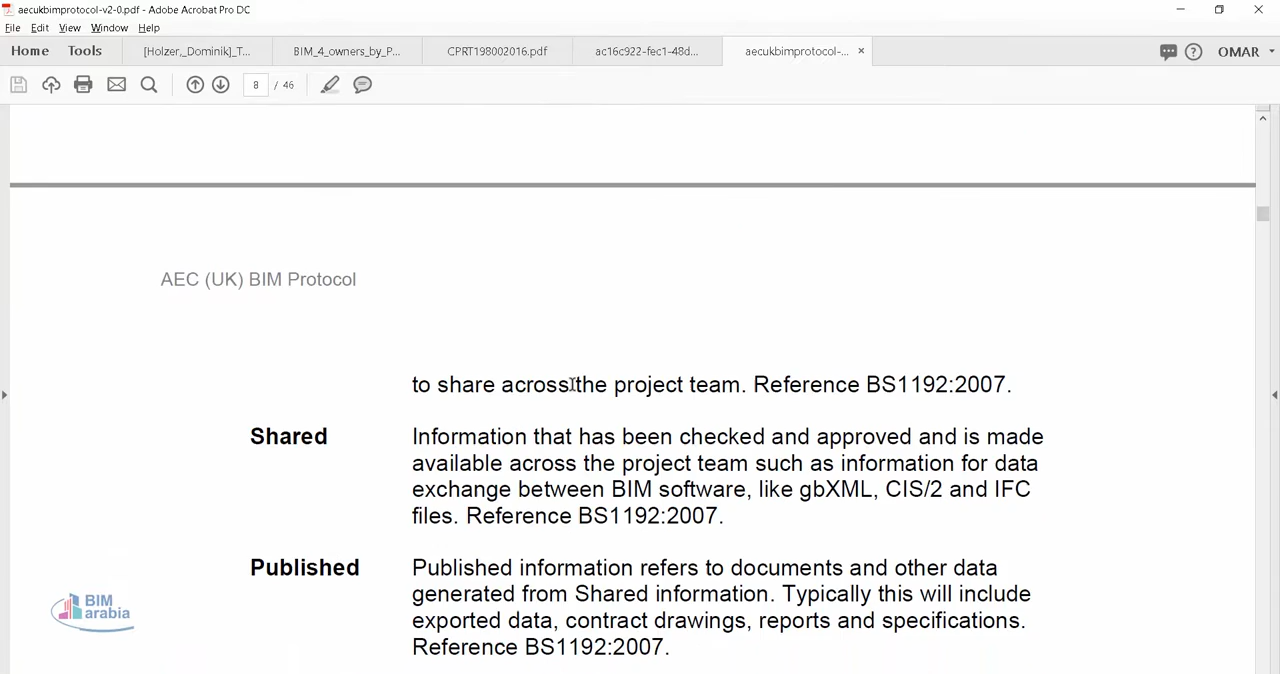 aecukbimprotocol-v2-0.pdf - Adobe Acrobat Pro DC
File Edit View Window Help
Home Tools [Holzer,_Dominik]_T... BIM_4_owners_by_P... CPRT198002016.pdf ac16c922-fec1-48d... aecukbimprotocol-... × OMAR
8 / 46
AEC (UK) BIM Protocol
to share across the project team. Reference BS1192:2007.
Shared Information that has been checked and approved and is made
available across the project team such as information for data
exchange between BIM software, like gbXML, CIS/2 and IFC
files. Reference BS1192:2007.
Published Published information refers to documents and other data
generated from Shared information. Typically this will include
exported data, contract drawings, reports and specifications.
Reference BS1192:2007.
BIM
arabia